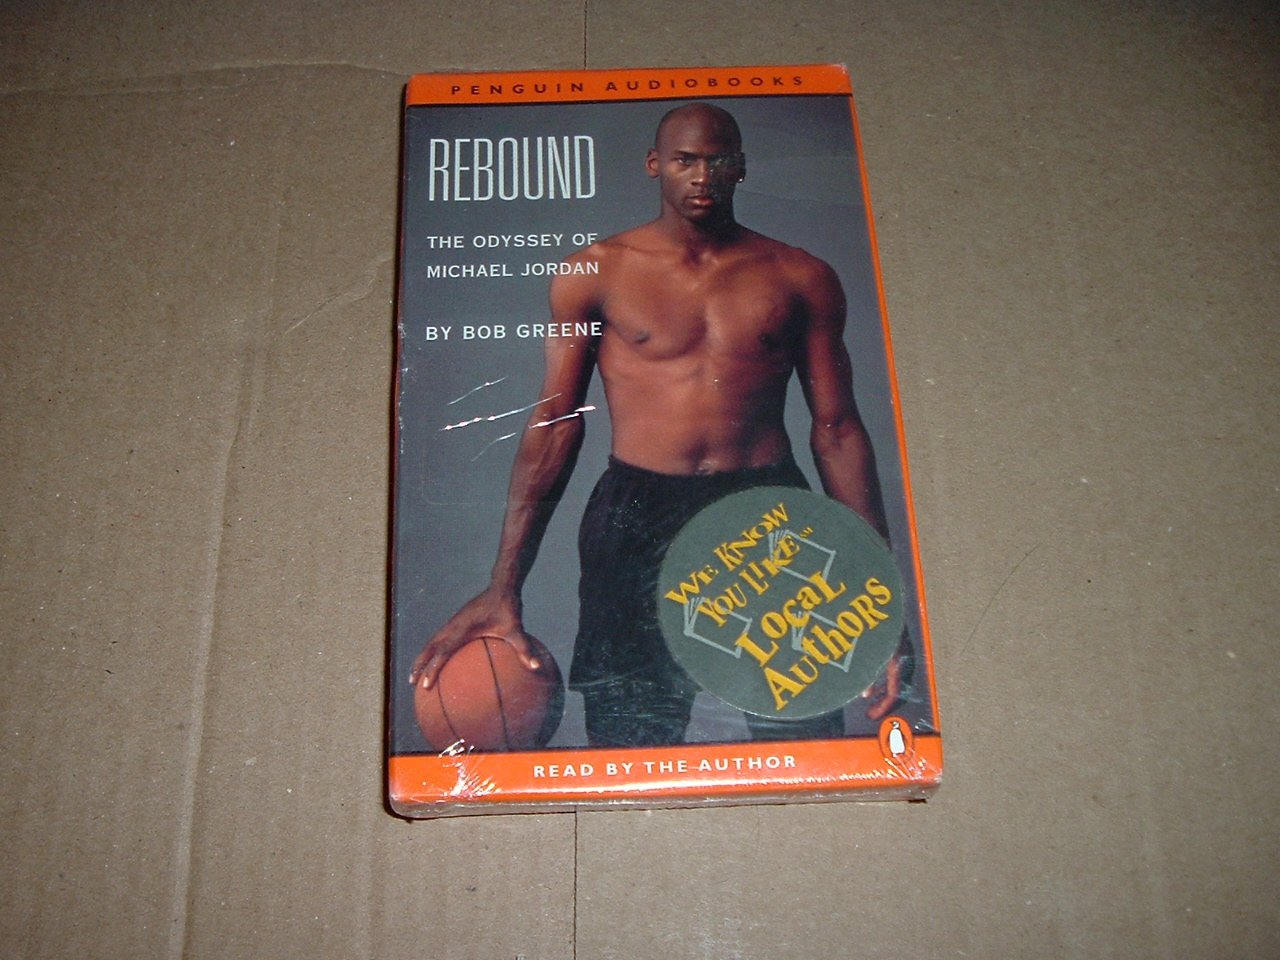 PENGUIN AUDIOBOOKS
REBOUND
THE ODYSSEY OF
MICHAEL JORDAN
BY BOB GREENE
WE KNOW
YOU LIKE℠
LOCaL
AUthORS
READ BY THE AUTHOR